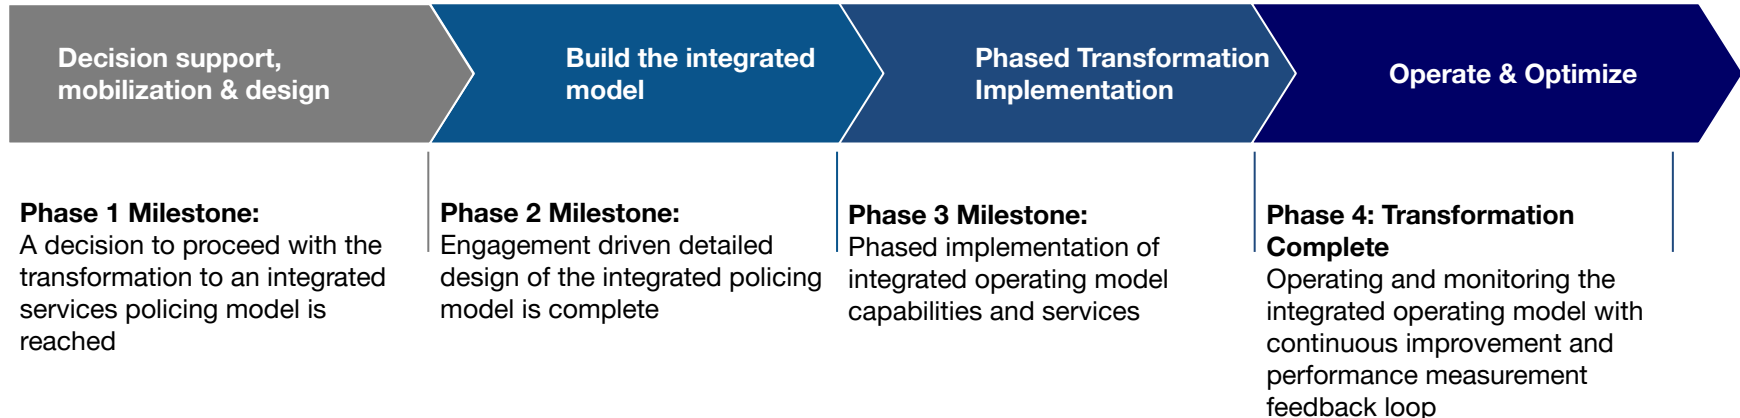 Decision support,
mobilization & design
Build the integrated
model
Phased Transformation
Implementation
Operate & Optimize
Phase 1 Milestone:
A decision to proceed with the
transformation to an integrated
services policing model is
reached
Phase 2 Milestone:
Engagement driven detailed
design of the integrated policing
model is complete
Phase 3 Milestone:
Phased implementation of
integrated operating model
capabilities and services
Phase 4: Transformation
Complete
Operating and monitoring the
integrated operating model with
continuous improvement and
performance measurement
feedback loop